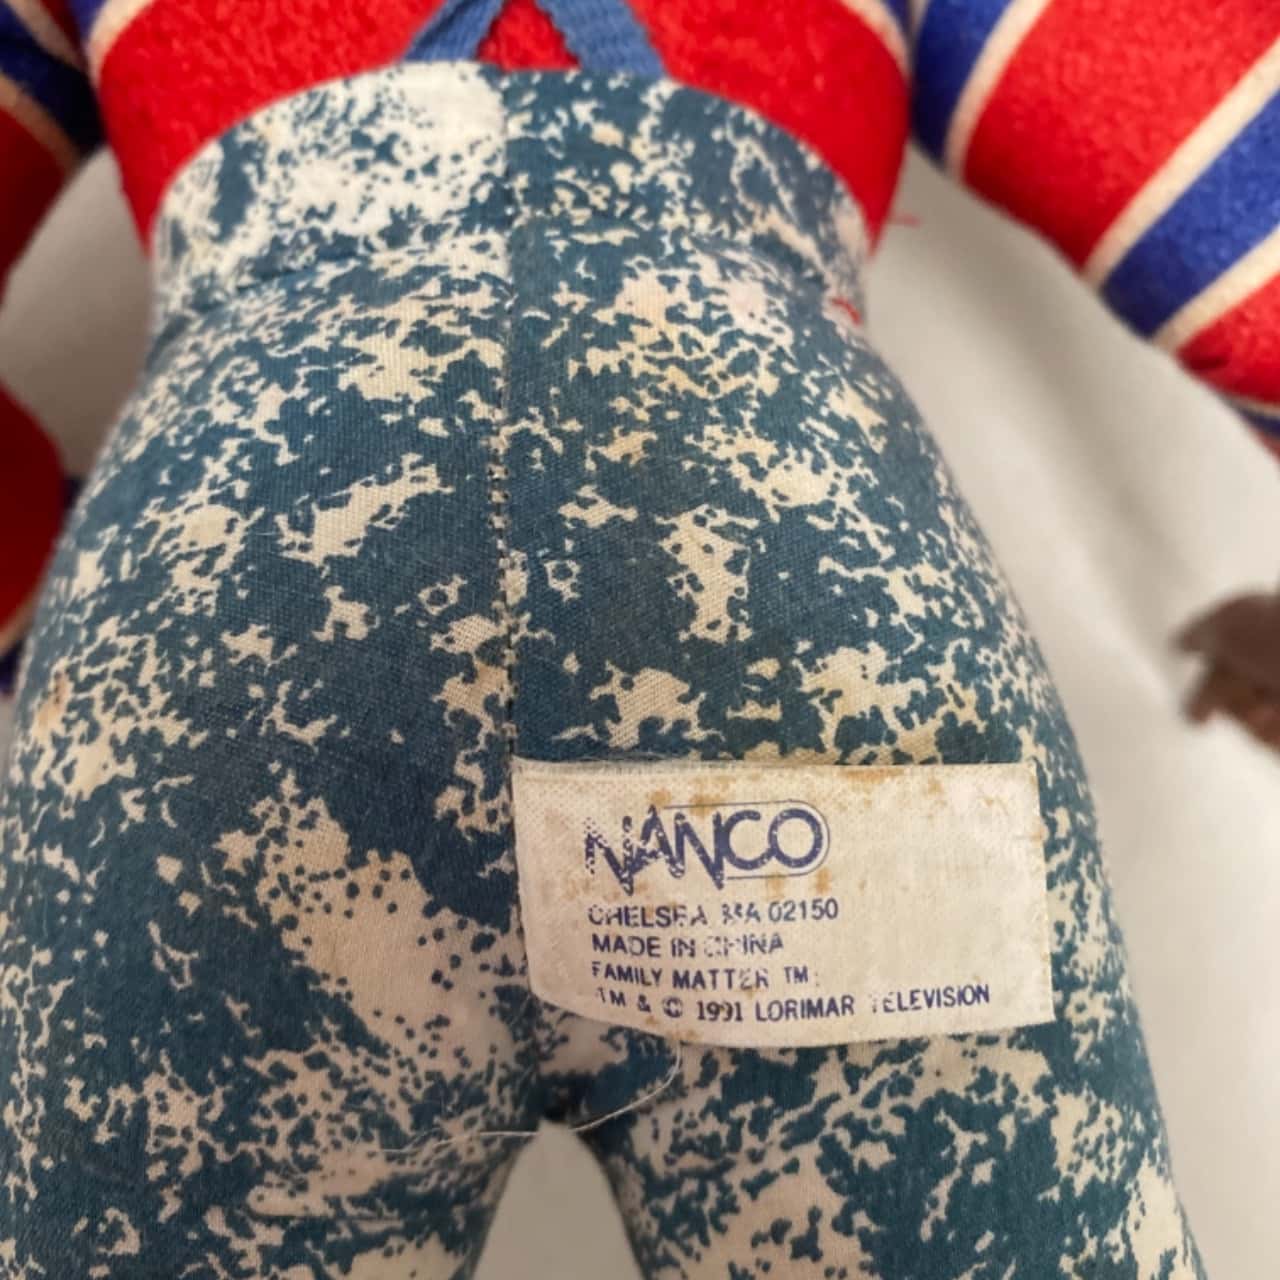 NANCO
CHELSEA MA 02150
MADE IN CHINA
FAMILY MATTER TM
TM & © 1991 LORIMAR TELEVISION